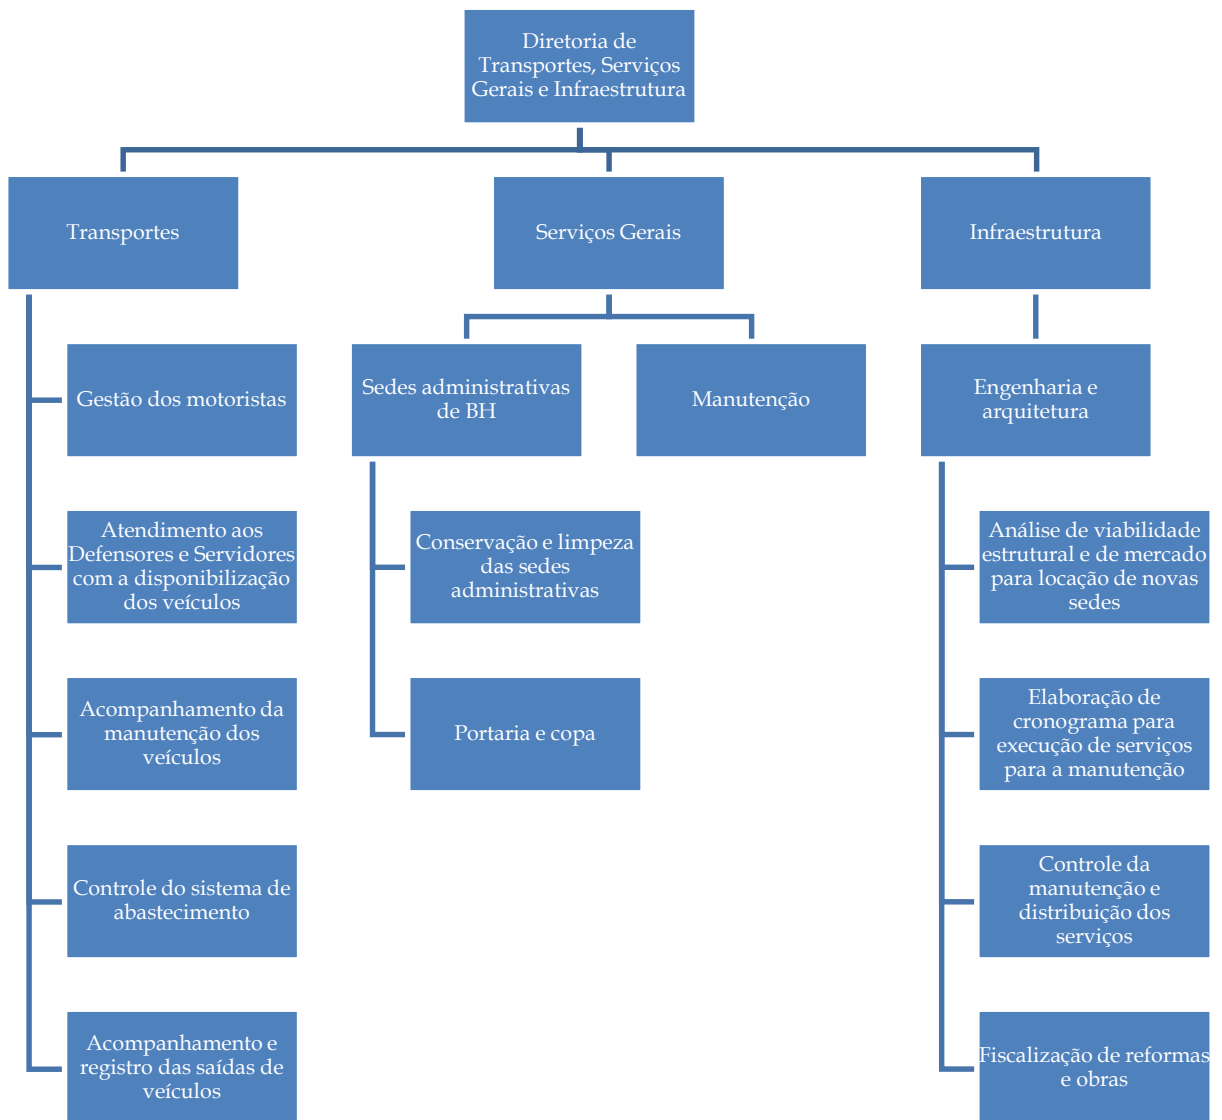 Diretoria de
Transportes, Serviços
Gerais e Infraestrutura
Transportes
Serviços Gerais
Infraestrutura
Gestão dos motoristas
Sedes administrativas
de BH
Manutenção
Engenharia e
arquitetura
Atendimento aos
Defensores e Servidores
com a disponibilização
dos veículos
Conservação e limpeza
das sedes
administrativas
Análise de viabilidade
estrutural e de mercado
para locação de novas
sedes
Acompanhamento da
manutenção dos
veículos
Portaria e copa
Elaboração de
cronograma para
execução de serviços
para a manutenção
Controle do sistema de
abastecimento
Controle da
manutenção e
distribuição dos
serviços
Acompanhamento e
registro das saídas de
veículos
Fiscalização de reformas
e obras